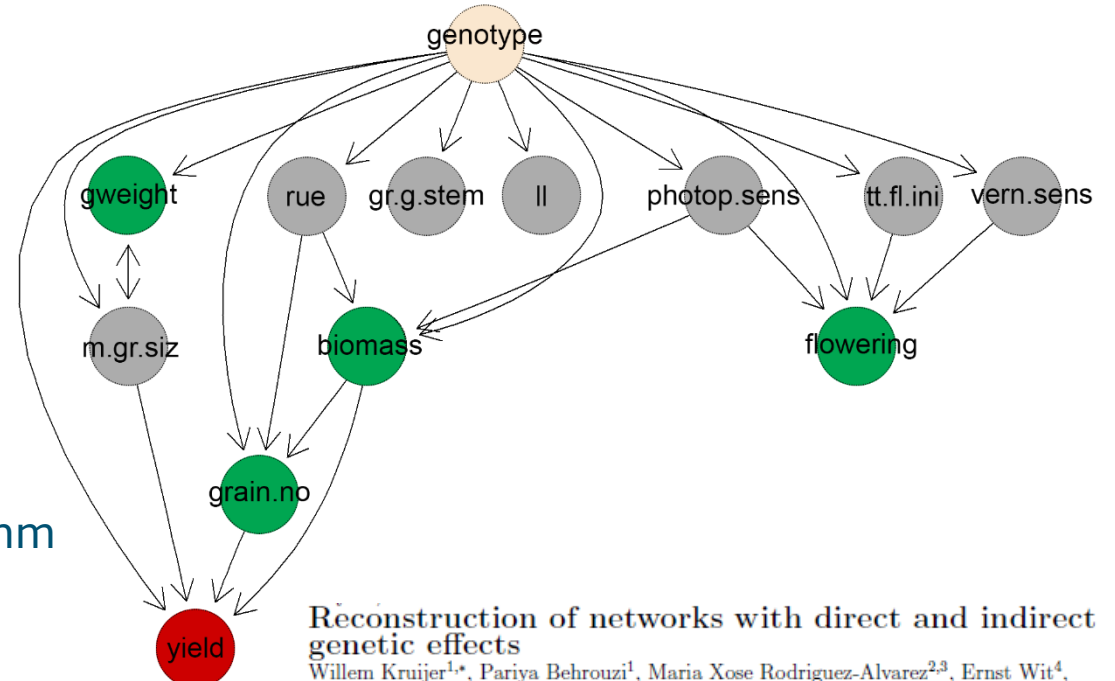 genotype
gweight
rue
gr.g.stem
ll
photop.sens
tt.fl.ini
vern.sens
m.gr.siz
biomass
flowering
grain.no
nm
yield
Reconstruction of networks with direct and indirect
genetic effects
Willem Kruijer1,*, Pariya Behrouzi1, Maria Xose Rodriguez-Alvarez2,3, Ernst Wit4,